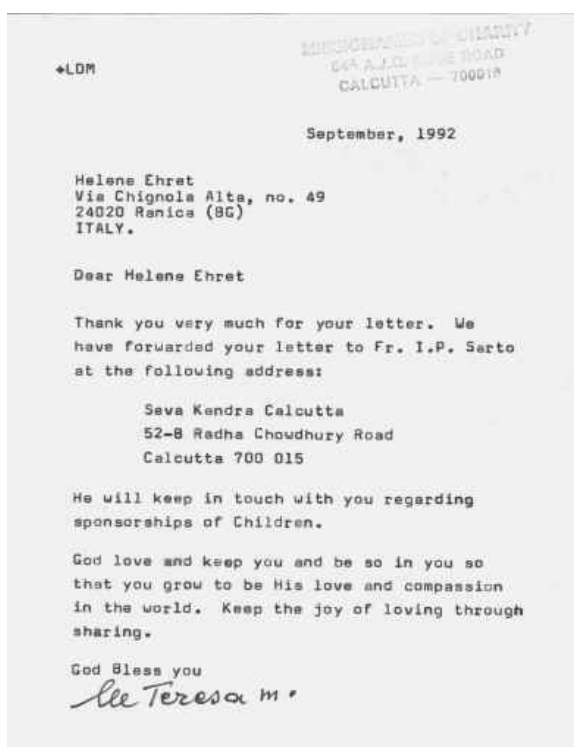 MISSIONARIES OF CHARITY
54A A.J.C. BOSE ROAD
CALCUTTA — 700016
+LDM
September, 1992
Helene Ehret
Via Chignola Alta, no. 49
24020 Ranica (BG)
ITALY.
Dear Helene Ehret
Thank you very much for your letter. We
have forwarded your letter to Fr. I.P. Sarto
at the following address:
Seva Kendra Calcutta
52-B Radha Chowdhury Road
Calcutta 700 015
He will keep in touch with you regarding
sponsorships of Children.
God love and keep you and be so in you so
that you grow to be His love and compassion
in the world. Keep the joy of loving through
sharing.
God Bless you
Teresa m.